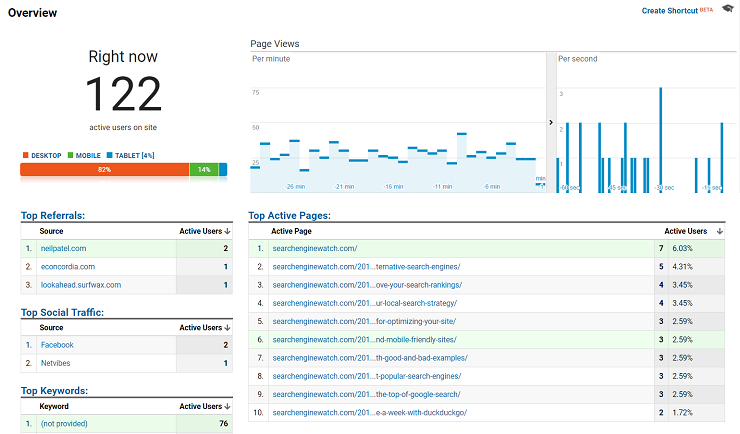 Overview
Create Shortcut BETA
Right now
122
active users on site
DESKTOP MOBILE TABLET [4%]
82% 14%
Page Views
Per minute
Per second
75
50
25
-26 min -21 min -16 min -11 min -6 min
min
3
2
1
-60 sec -45 sec -30 sec -15 sec
Top Referrals:
Source Active Users
1. neilpatel.com 2
2. econcordia.com 1
3. lookahead.surfwax.com 1
Top Social Traffic:
Source Active Users
1. Facebook 2
2. Netvibes 1
Top Keywords:
Keyword Active Users
1. (not provided) 76
Top Active Pages:
Active Page Active Users
1. searchenginewatch.com/ 7 6.03%
2. searchenginewatch.com/201...ternative-search-engines/ 5 4.31%
3. searchenginewatch.com/201...ove-your-search-rankings/ 4 3.45%
4. searchenginewatch.com/201...ur-local-search-strategy/ 4 3.45%
5. searchenginewatch.com/201...for-optimizing-your-site/ 3 2.59%
6. searchenginewatch.com/201...nd-mobile-friendly-sites/ 3 2.59%
7. searchenginewatch.com/201...th-good-and-bad-examples/ 3 2.59%
8. searchenginewatch.com/201...t-popular-search-engines/ 3 2.59%
9. searchenginewatch.com/201...the-top-of-google-search/ 3 2.59%
10. searchenginewatch.com/201...e-a-week-with-duckduckgo/ 2 1.72%